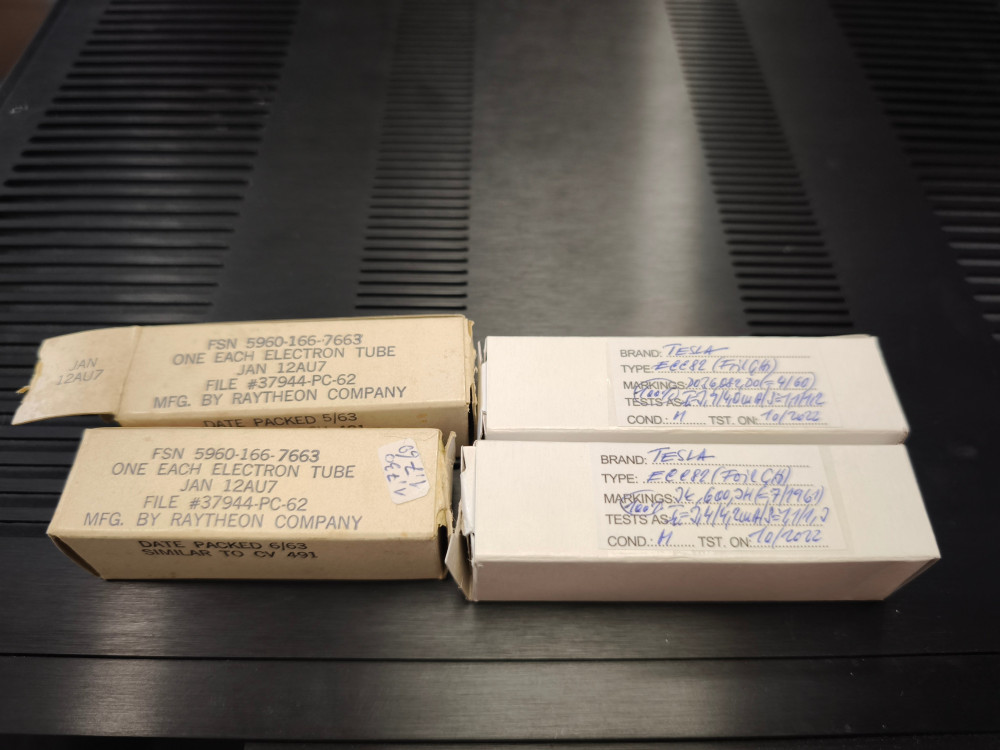 JAN
12AU7
FSN 5960-166-7663
ONE EACH ELECTRON TUBE
JAN 12AU7
FILE #37944-PC-62
MFG. BY RAYTHEON COMPANY
DATE PACKED 5/63
491
FSN 5960-166-7663
ONE EACH ELECTRON TUBE
JAN 12AU7
FILE #37944-PC-62
MFG. BY RAYTHEON COMPANY
DATE PACKED 6/63
SIMILAR TO CV 491
BRAND: TESLA
TYPE: ECC82
MARKINGS:
TESTS AS:
COND.: TST. ON: 10/2022
BRAND: TESLA
TYPE: ECC82
MARKINGS:
TESTS AS:
COND.: TST. ON: 10/2022